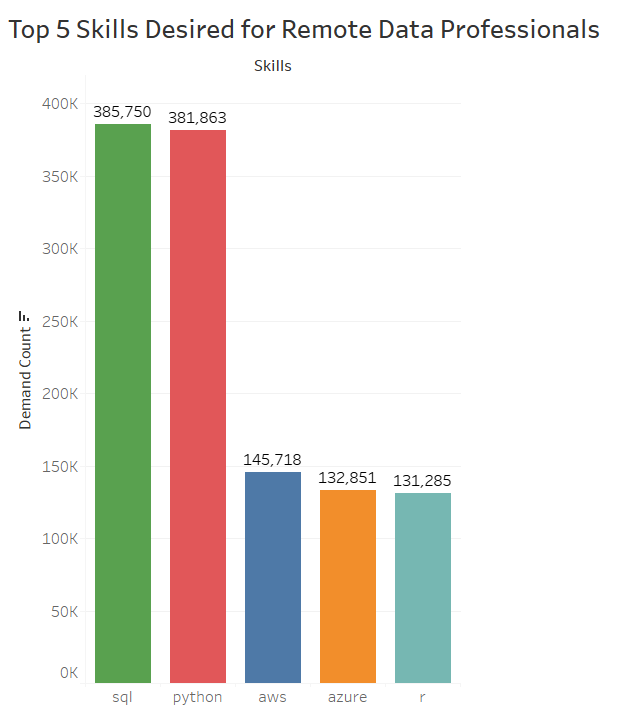 Top 5 Skills Desired for Remote Data Professionals
Skills
Demand Count
400K
350K
300K
250K
200K
150K
100K
50K
0K
385,750
381,863
145,718
132,851
131,285
sql
python
aws
azure
r